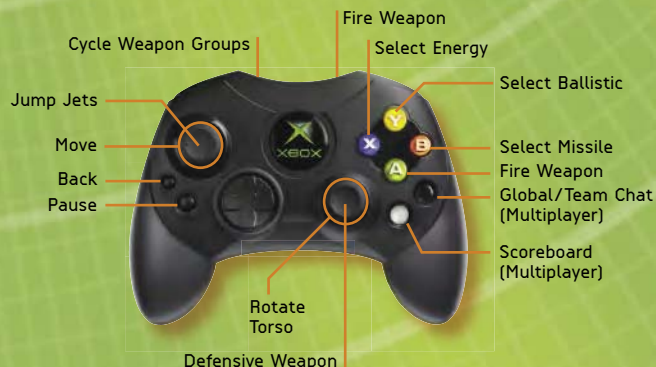 Fire Weapon
Cycle Weapon Groups
Select Energy
Select Ballistic
Jump Jets
Y
Move
X
B
Select Missile
XBOX
A
Fire Weapon
Back
Global/Team Chat
(Multiplayer)
Pause
Scoreboard
(Multiplayer)
Rotate
Torso
Defensive Weapon